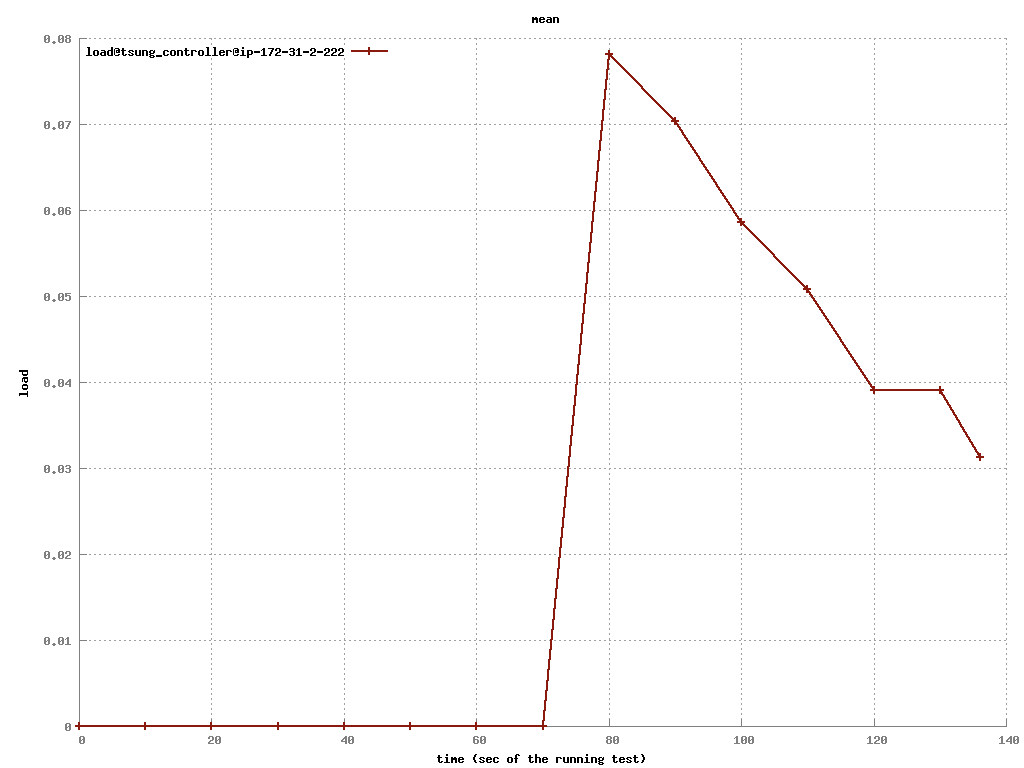 mean
load@tsung_controller@ip-172-31-2-222
0.08
0.07
0.06
0.05
0.04
0.03
0.02
0.01
0
load
0 20 40 60 80 100 120 140
time (sec of the running test)